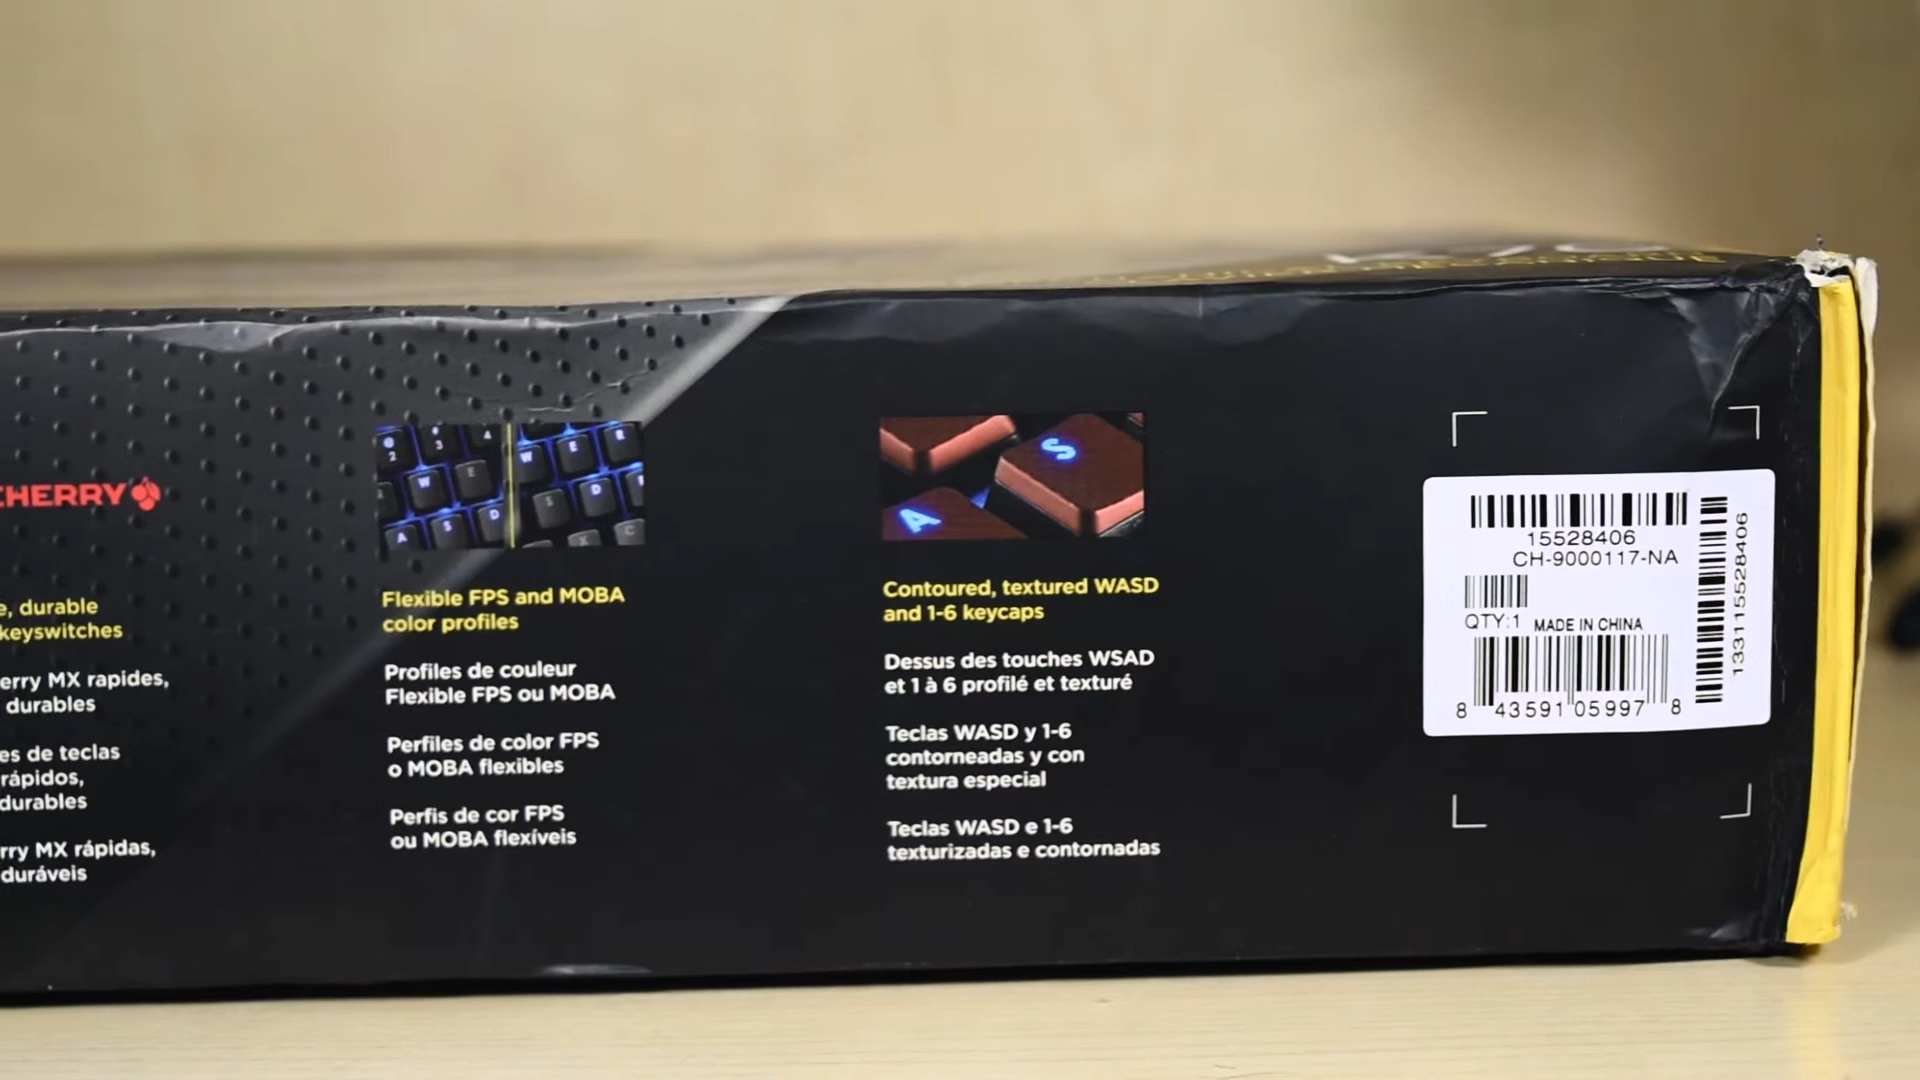 CHERRY
e, durable
keyswitches
erry MX rapides,
durables
es de teclas
rápidos,
durables
rry MX rápidas,
duráveis
Flexible FPS and MOBA
color profiles
Profiles de couleur
Flexible FPS ou MOBA
Perfiles de color FPS
o MOBA flexibles
Perfis de cor FPS
ou MOBA flexíveis
S
A
Contoured, textured WASD
and 1-6 keycaps
Dessus des touches WSAD
et 1 à 6 profilé et texturé
Teclas WASD y 1-6
contorneadas y con
textura especial
Teclas WASD e 1-6
texturizadas e contornadas
15528406
CH-9000117-NA
QTY:1 MADE IN CHINA
8 43591 05997 8
133115528406